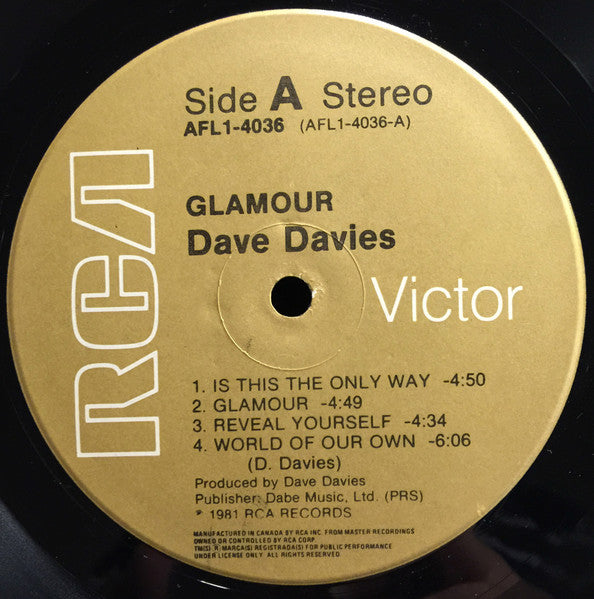 RCA
Side A Stereo
AFL1-4036 (AFL1-4036-A)
GLAMOUR
Dave Davies
Victor
1. IS THIS THE ONLY WAY -4:50
2. GLAMOUR -4:49
3. REVEAL YOURSELF -4:34
4. WORLD OF OUR OWN -6:06
(D. Davies)
Produced by Dave Davies
Publisher: Dabe Music, Ltd. (PRS)
* 1981 RCA RECORDS
MANUFACTURED IN CANADA BY RCA INC. FROM MASTER RECORDINGS
OWNED OR CONTROLLED BY RCA CORP.
TM(S) R) MARCA(S) REGISTRADA(S) FOR PUBLIC PERFORMANCE
UNDER LICENSE ONLY. ALL RIGHTS RESERVED